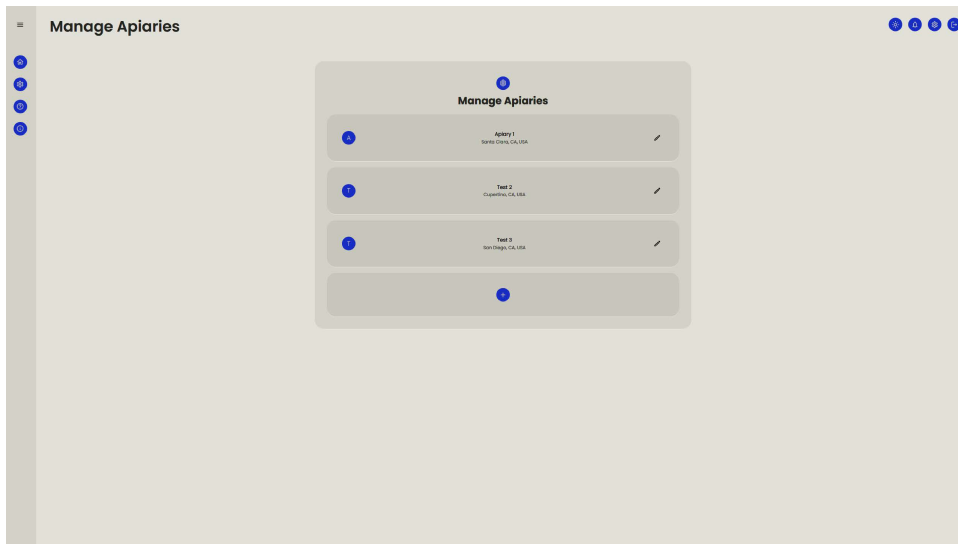 Manage Apiaries
Manage Apiaries
A
Apiary 1
Santa Clara, CA, USA
T
Test 2
Cupertino, CA, USA
T
Test 3
San Diego, CA, USA